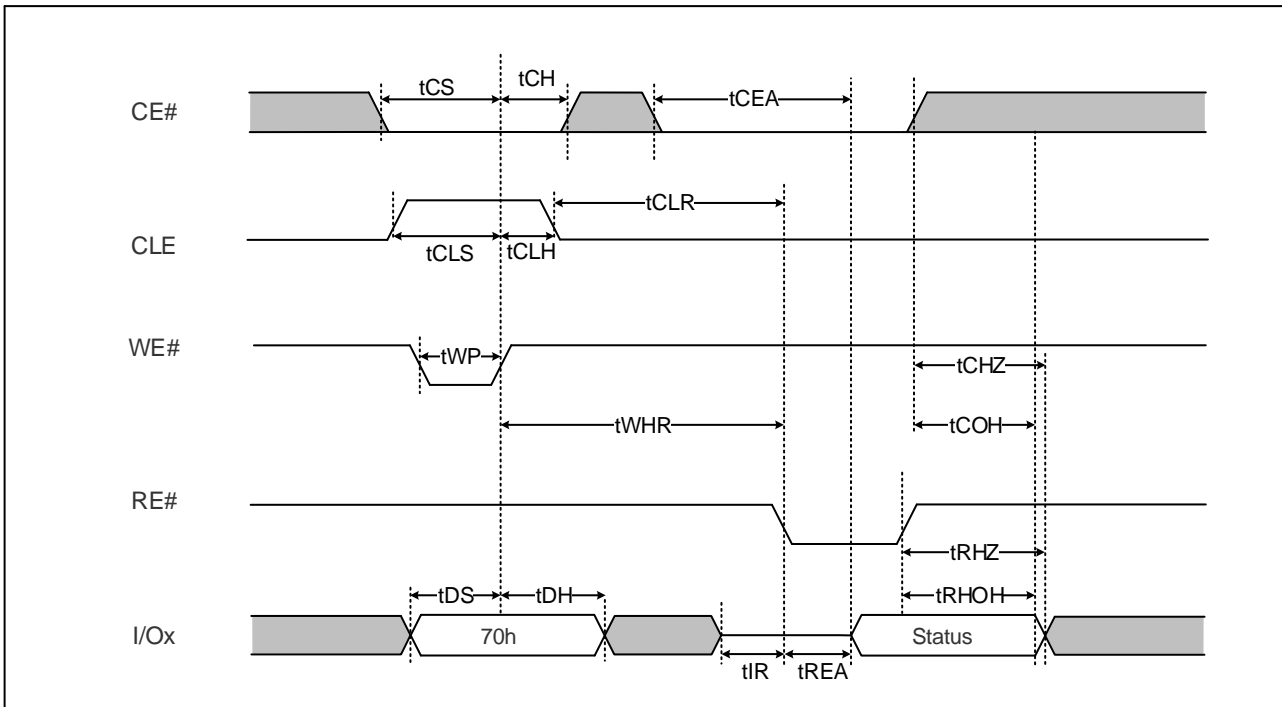 tCS
tCH
tCEA
CE#
tCLR
CLE
tCLS
tCLH
WE#
tWP
tCHZ
tWHR
tCOH
RE#
tRHZ
tDS
tDH
tRHOH
I/Ox
70h
Status
tIR
tREA